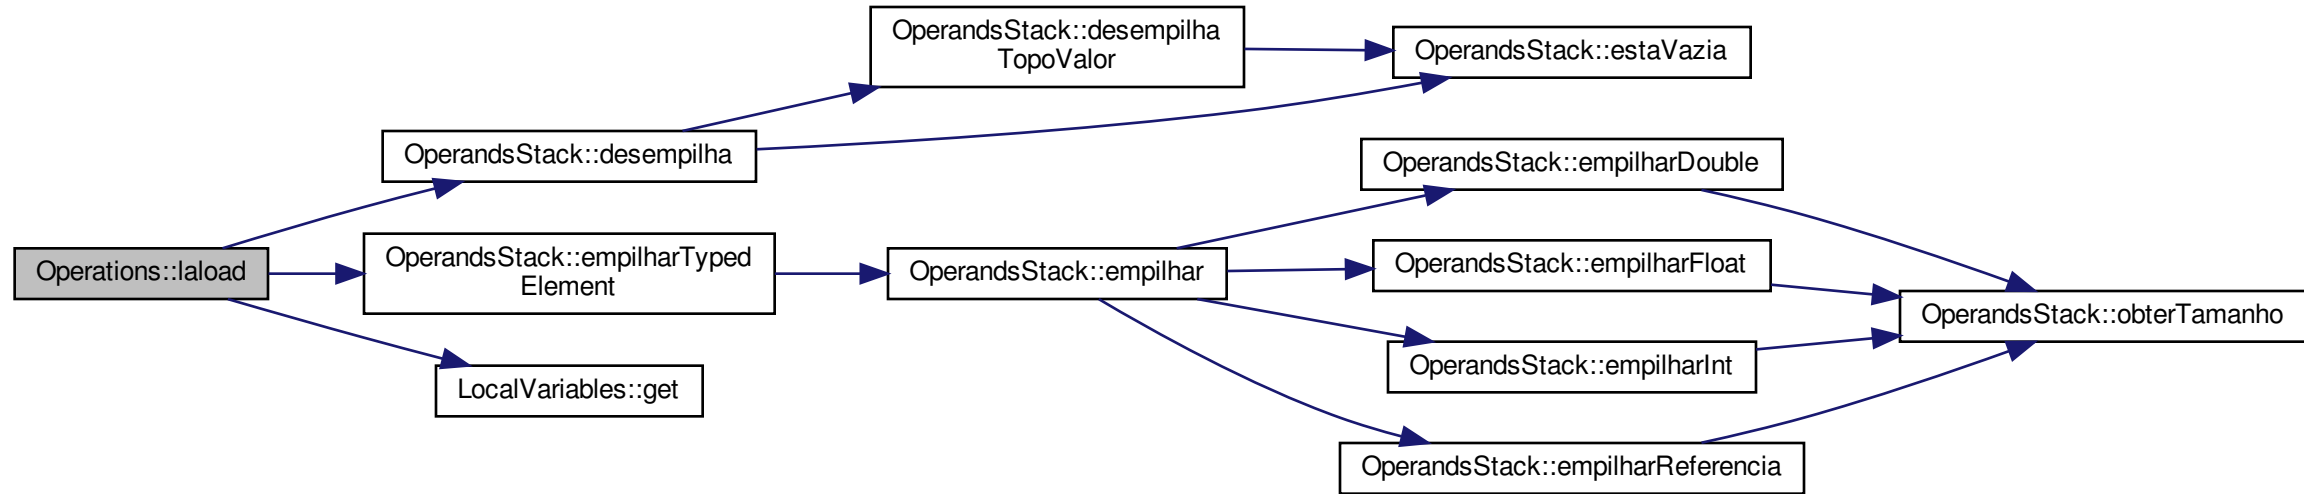 Operations::laload
OperandsStack::desempilha
OperandsStack::empilharTyped
Element
LocalVariables::get
OperandsStack::desempilha
TopoValor
OperandsStack::empilhar
OperandsStack::estaVazia
OperandsStack::empilharDouble
OperandsStack::empilharFloat
OperandsStack::empilharInt
OperandsStack::empilharReferencia
OperandsStack::obterTamanho